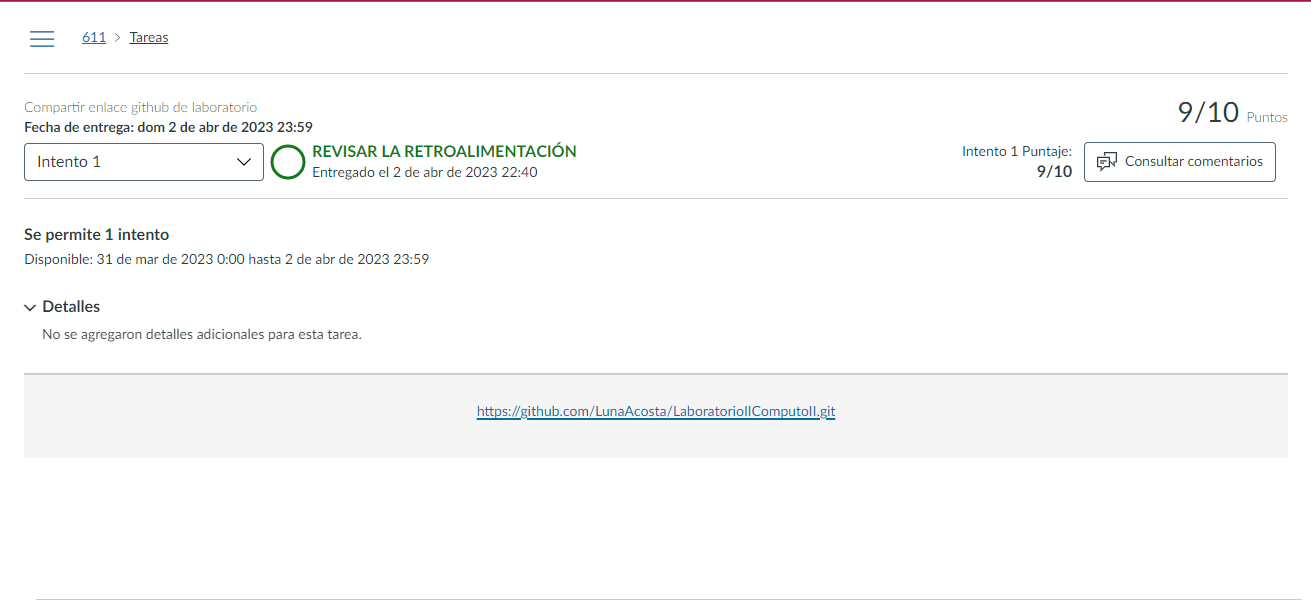 611 > Tareas
Compartir enlace github de laboratorio
Fecha de entrega: dom 2 de abr de 2023 23:59
9/10 Puntos
Intento 1
REVISAR LA RETROALIMENTACIÓN
Entregado el 2 de abr de 2023 22:40
Intento 1 Puntaje:
9/10
Consultar comentarios
Se permite 1 intento
Disponible: 31 de mar de 2023 0:00 hasta 2 de abr de 2023 23:59
Detalles
No se agregaron detalles adicionales para esta tarea.
https://github.com/LunaAcosta/LaboratorioIIComputoII.git